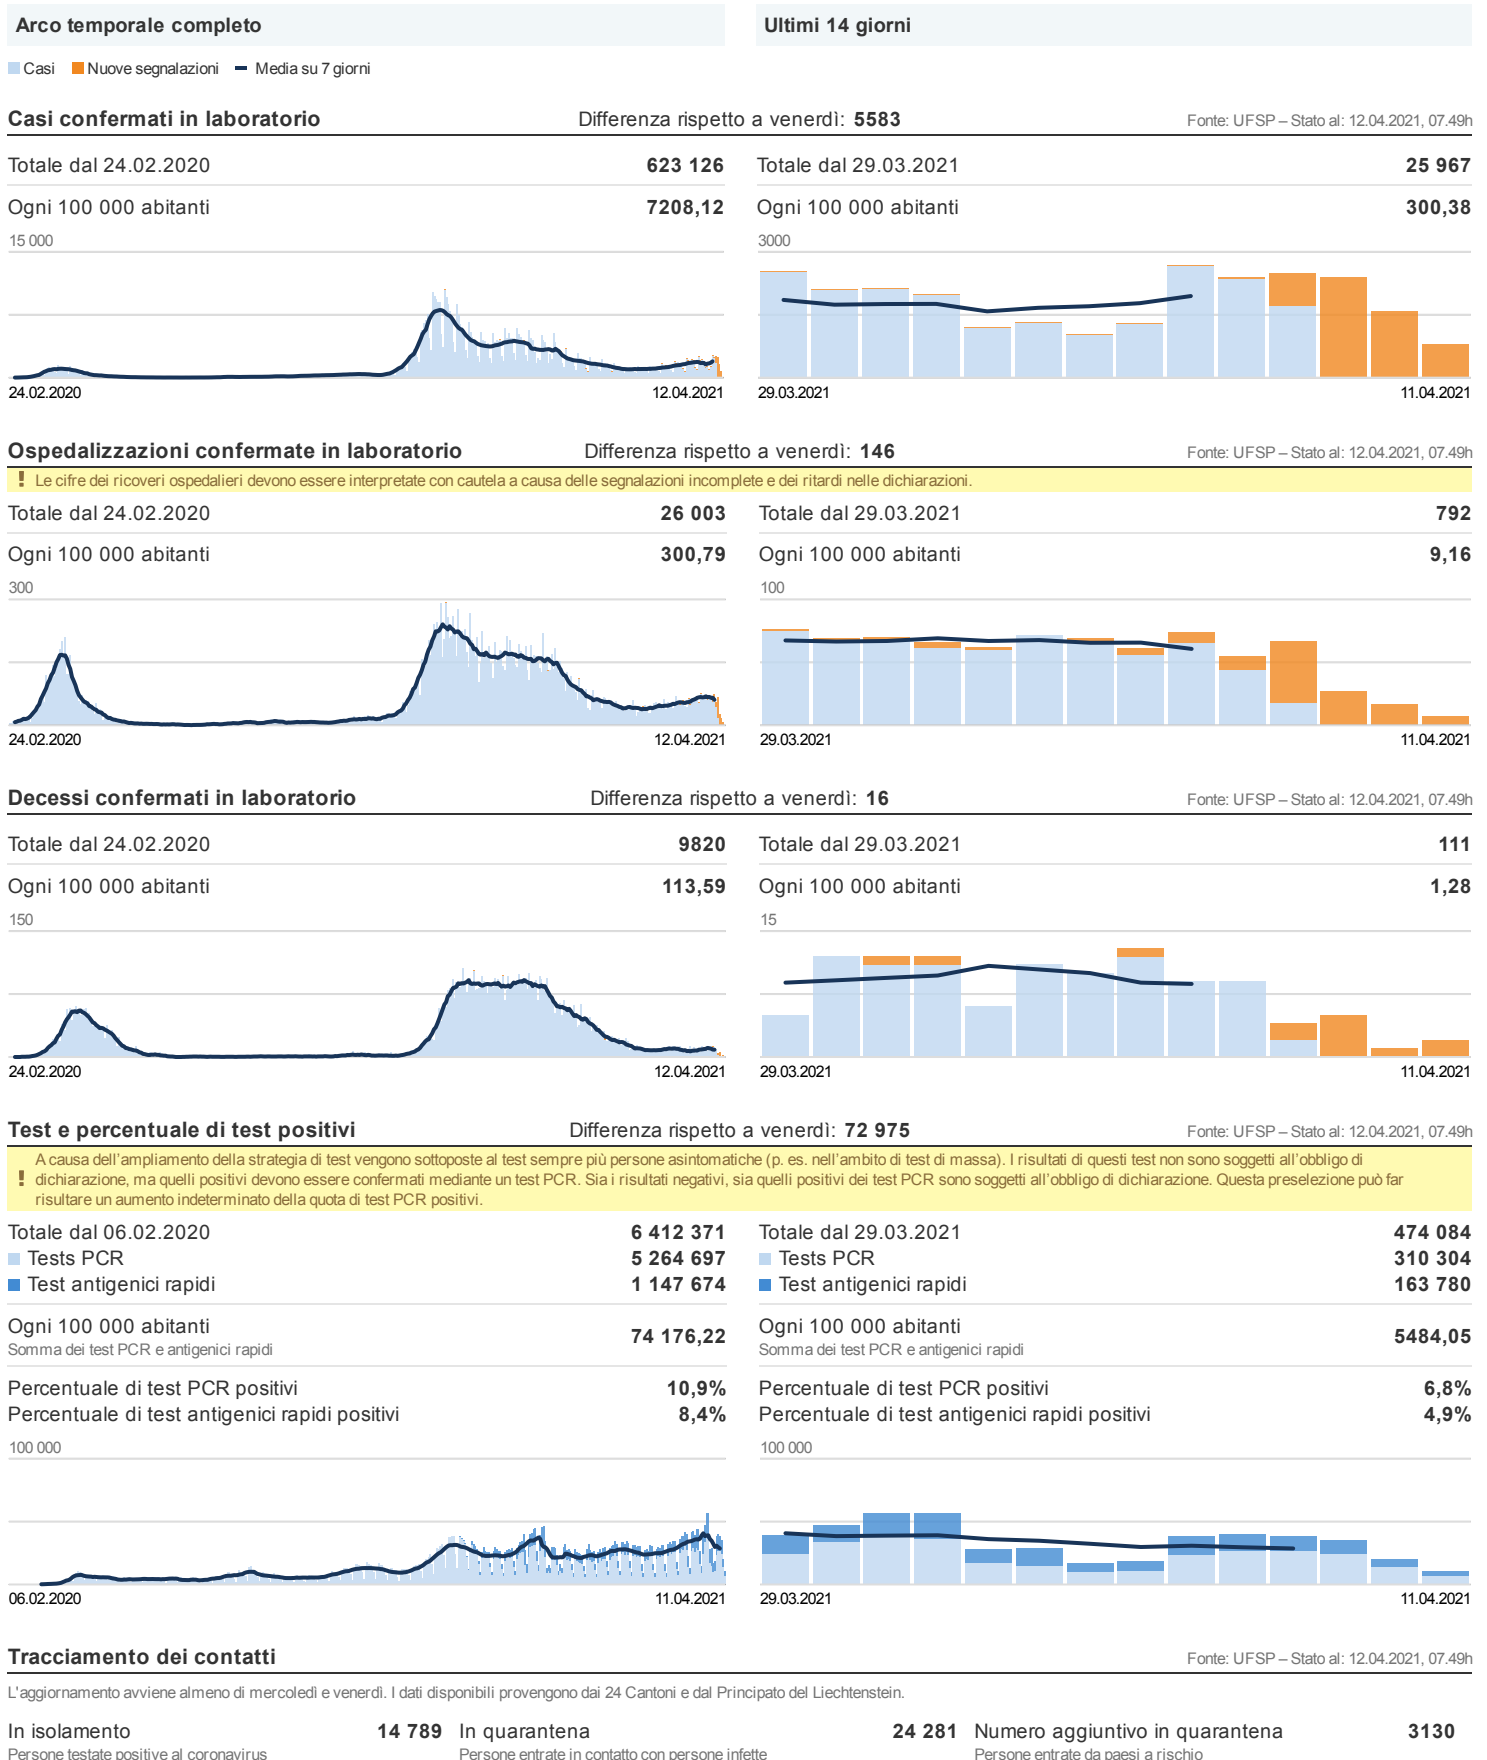 Arco temporale completo
Ultimi 14 giorni
Casi Nuove segnalazioni Media su 7 giorni
Casi confermati in laboratorio Differenza rispetto a venerdì: 5583 Fonte: UFSP – Stato al: 12.04.2021, 07.49h
Totale dal 24.02.2020 623 126
Ogni 100 000 abitanti 7208,12
15 000
24.02.2020 12.04.2021
Totale dal 29.03.2021 25 967
Ogni 100 000 abitanti 300,38
3000
29.03.2021 11.04.2021
Ospedalizzazioni confermate in laboratorio Differenza rispetto a venerdì: 146 Fonte: UFSP – Stato al: 12.04.2021, 07.49h
! Le cifre dei ricoveri ospedalieri devono essere interpretate con cautela a causa delle segnalazioni incomplete e dei ritardi nelle dichiarazioni.
Totale dal 24.02.2020 26 003
Ogni 100 000 abitanti 300,79
300
24.02.2020 12.04.2021
Totale dal 29.03.2021 792
Ogni 100 000 abitanti 9,16
100
29.03.2021 11.04.2021
Decessi confermati in laboratorio Differenza rispetto a venerdì: 16 Fonte: UFSP – Stato al: 12.04.2021, 07.49h
Totale dal 24.02.2020 9820
Ogni 100 000 abitanti 113,59
150
24.02.2020 12.04.2021
Totale dal 29.03.2021 111
Ogni 100 000 abitanti 1,28
15
29.03.2021 11.04.2021
Test e percentuale di test positivi Differenza rispetto a venerdì: 72 975 Fonte: UFSP – Stato al: 12.04.2021, 07.49h
A causa dell'ampliamento della strategia di test vengono sottoposte al test sempre più persone asintomatiche (p. es. nell'ambito di test di massa). I risultati di questi test non sono soggetti all'obbligo di
! dichiarazione, ma quelli positivi devono essere confermati mediante un test PCR. Sia i risultati negativi, sia quelli positivi dei test PCR sono soggetti all'obbligo di dichiarazione. Questa preselezione può far
risultare un aumento indeterminato della quota di test PCR positivi.
Totale dal 06.02.2020 6 412 371
Tests PCR 5 264 697
Test antigenici rapidi 1 147 674
Ogni 100 000 abitanti 74 176,22
Somma dei test PCR e antigenici rapidi
Percentuale di test PCR positivi 10,9%
Percentuale di test antigenici rapidi positivi 8,4%
100 000
06.02.2020 11.04.2021
Totale dal 29.03.2021 474 084
Tests PCR 310 304
Test antigenici rapidi 163 780
Ogni 100 000 abitanti 5484,05
Somma dei test PCR e antigenici rapidi
Percentuale di test PCR positivi 6,8%
Percentuale di test antigenici rapidi positivi 4,9%
100 000
29.03.2021 11.04.2021
Tracciamento dei contatti Fonte: UFSP – Stato al: 12.04.2021, 07.49h
L'aggiornamento avviene almeno di mercoledì e venerdì. I dati disponibili provengono dai 24 Cantoni e dal Principato del Liechtenstein.
In isolamento 14 789 In quarantena 24 281 Numero aggiuntivo in quarantena 3130
Persone testate positive al coronavirus Persone entrate in contatto con persone infette Persone entrate da paesi a rischio